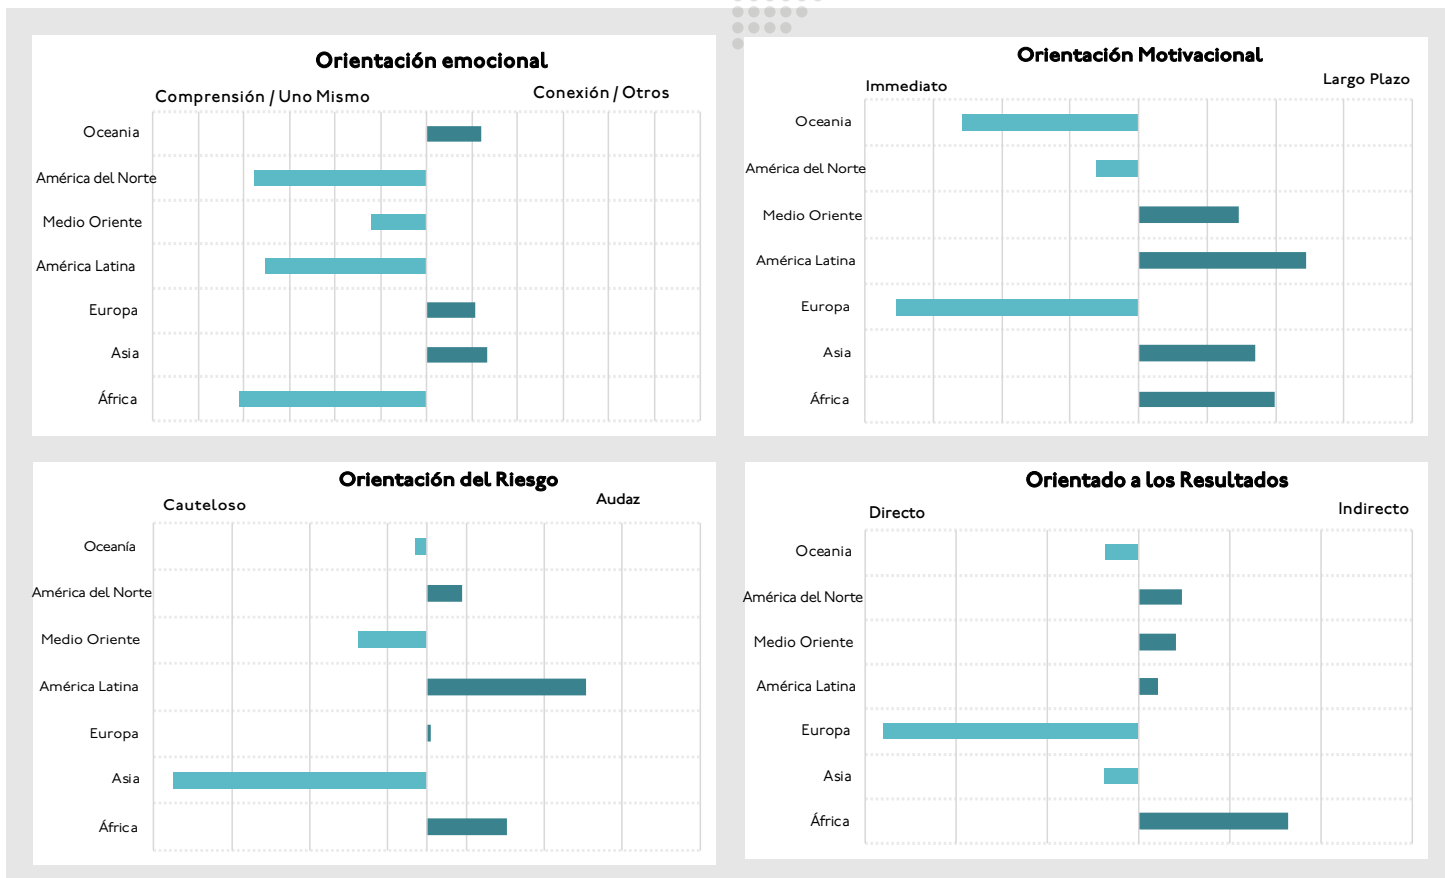 Orientación emocional
Comprensión / Uno Mismo
Conexión / Otros
Oceania
América del Norte
Medio Oriente
América Latina
Europa
Asia
África
Orientación Motivacional
Immediato
Largo Plazo
Oceania
América del Norte
Medio Oriente
América Latina
Europa
Asia
África
Orientación del Riesgo
Cauteloso
Audaz
Oceanía
América del Norte
Medio Oriente
América Latina
Europa
Asia
África
Orientado a los Resultados
Directo
Indirecto
Oceania
América del Norte
Medio Oriente
América Latina
Europa
Asia
África